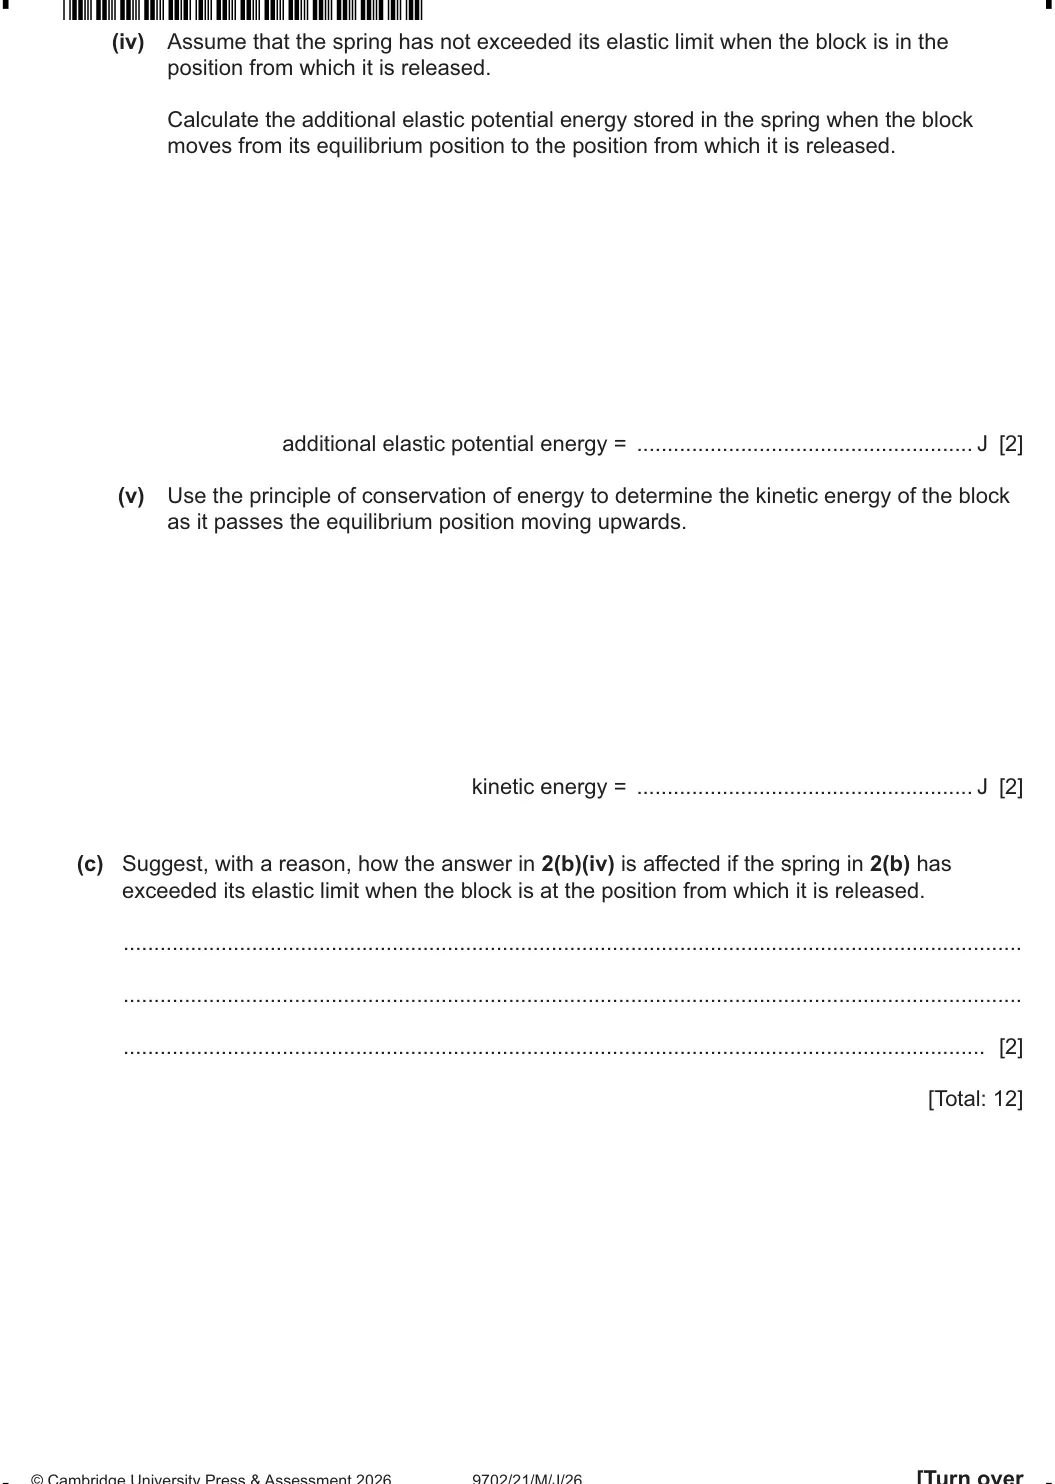 (iv) Assume that the spring has not exceeded its elastic limit when the block is in the
position from which it is released.
Calculate the additional elastic potential energy stored in the spring when the block
moves from its equilibrium position to the position from which it is released.
additional elastic potential energy = ....................................................... J [2]
(v) Use the principle of conservation of energy to determine the kinetic energy of the block
as it passes the equilibrium position moving upwards.
kinetic energy = ....................................................... J [2]
(c) Suggest, with a reason, how the answer in 2(b)(iv) is affected if the spring in 2(b) has
exceeded its elastic limit when the block is at the position from which it is released.
...................................................................................................................................................
...................................................................................................................................................
............................................................................................................................................. [2]
[Total: 12]
© Cambridge University Press & Assessment 2026 9702/21/M/J/26 [Turn over